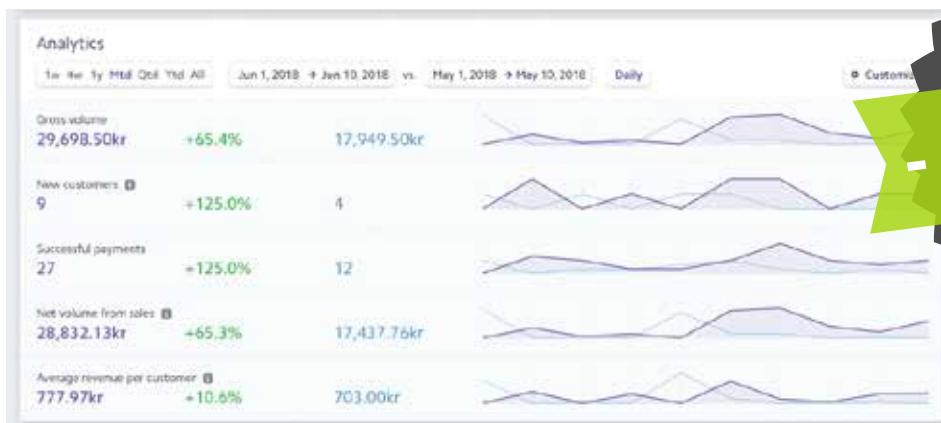 Analytics
1w 4w 1y Mtd Qtd Ytd All Jun 1, 2018 → Jun 10, 2018 vs. May 1, 2018 → May 10, 2018 Daily Customiz
Gross volume
29,698.50kr +65.4% 17,949.50kr
New customers
9 +125.0% 4
Successful payments
27 +125.0% 12
Net volume from sales
28,832.13kr +65.3% 17,437.76kr
Average revenue per customer
777.97kr +10.6% 703.00kr